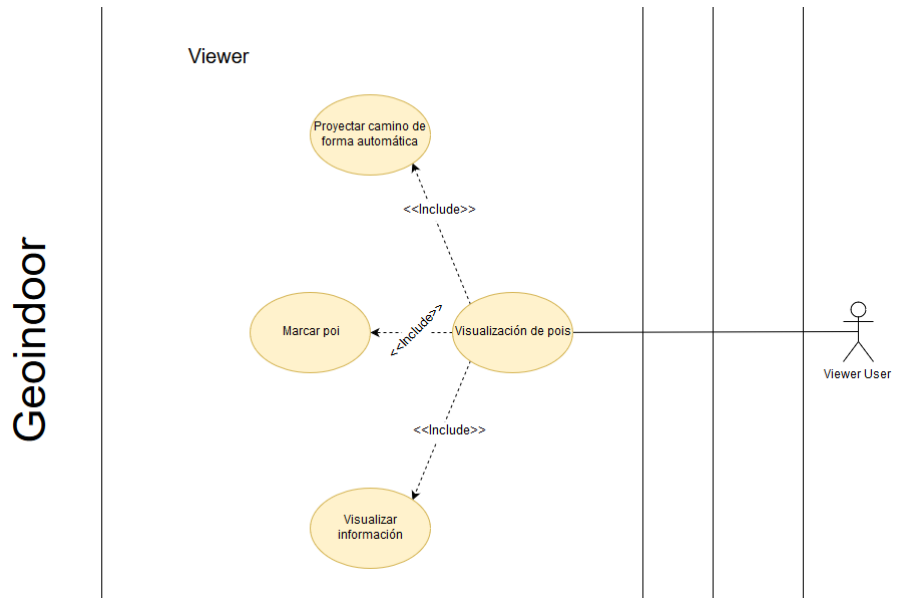 Viewer
Proyectar camino de
forma automática
<<Include>>
Geoindoor
Marcar poi
<<Include>>
Visualización de pois
Viewer User
<<Include>>
Visualizar
información